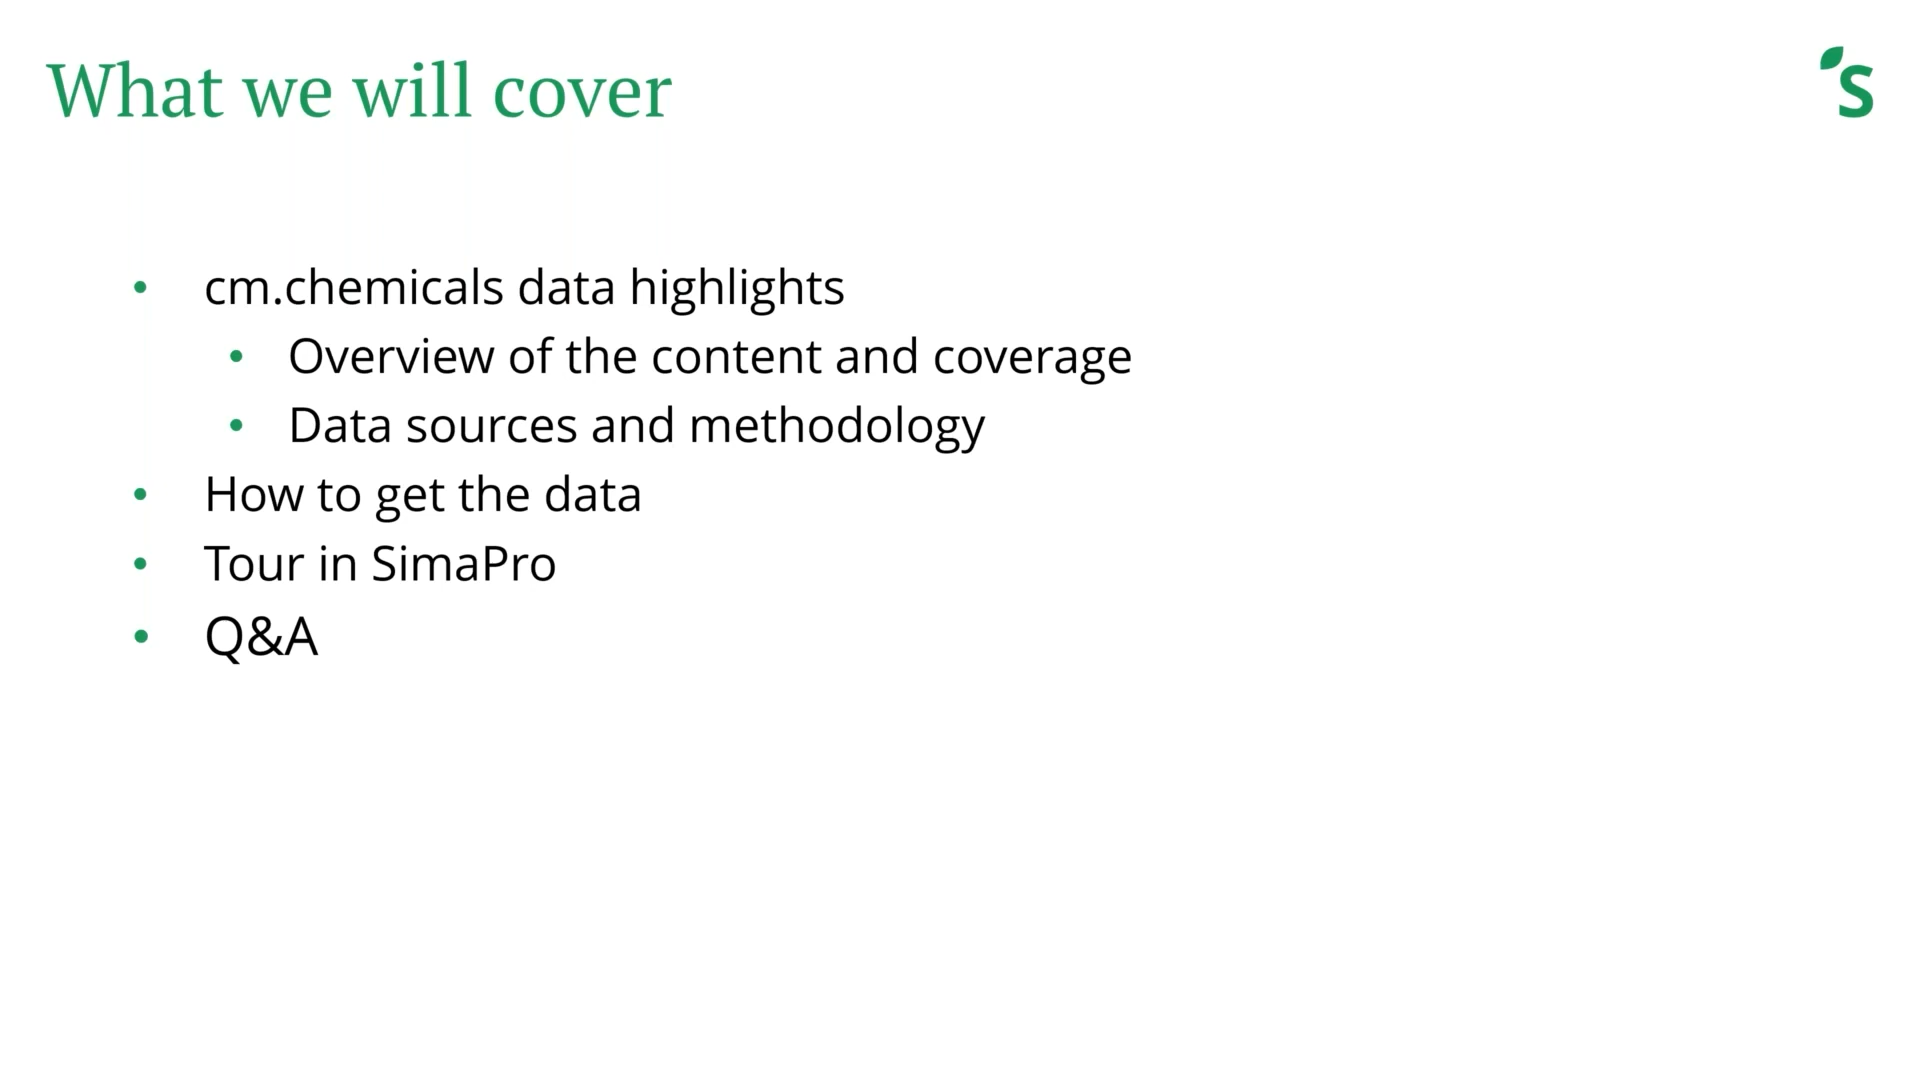 What we will cover
s
• cm.chemicals data highlights
• Overview of the content and coverage
• Data sources and methodology
• How to get the data
• Tour in SimaPro
• Q&A